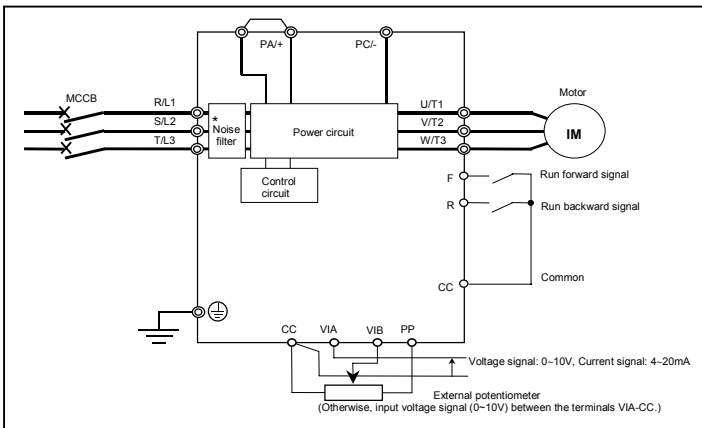 PA/+
PC/-
MCCB
R/L1
S/L2
T/L3
*
Noise
filter
Power circuit
Control
circuit
U/T1
V/T2
W/T3
Motor
IM
F
Run forward signal
R
Run backward signal
CC
Common
CC
VIA
VIB
PP
Voltage signal: 0~10V, Current signal: 4~20mA
External potentiometer
(Otherwise, input voltage signal (0~10V) between the terminals VIA-CC.)